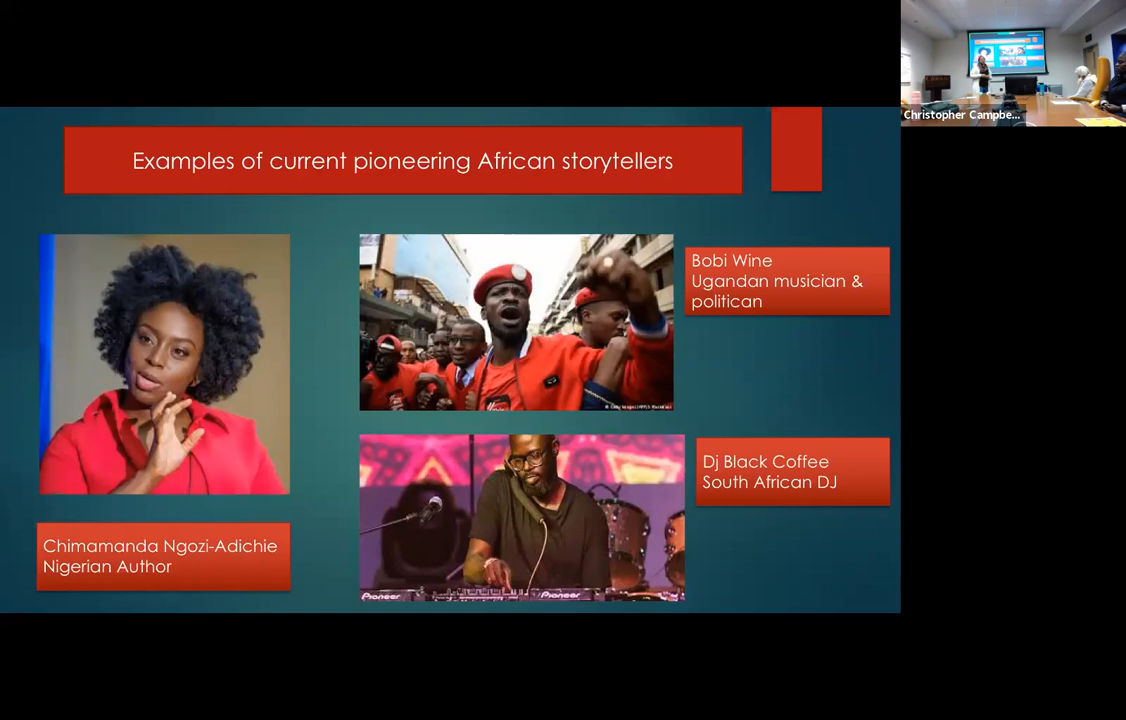 Christopher Campbe...
Examples of current pioneering African storytellers
Bobi Wine
Ugandan musician &
politican
Dj Black Coffee
South African DJ
Chimamanda Ngozi-Adichie
Nigerian Author
Pioneer
Pioneer